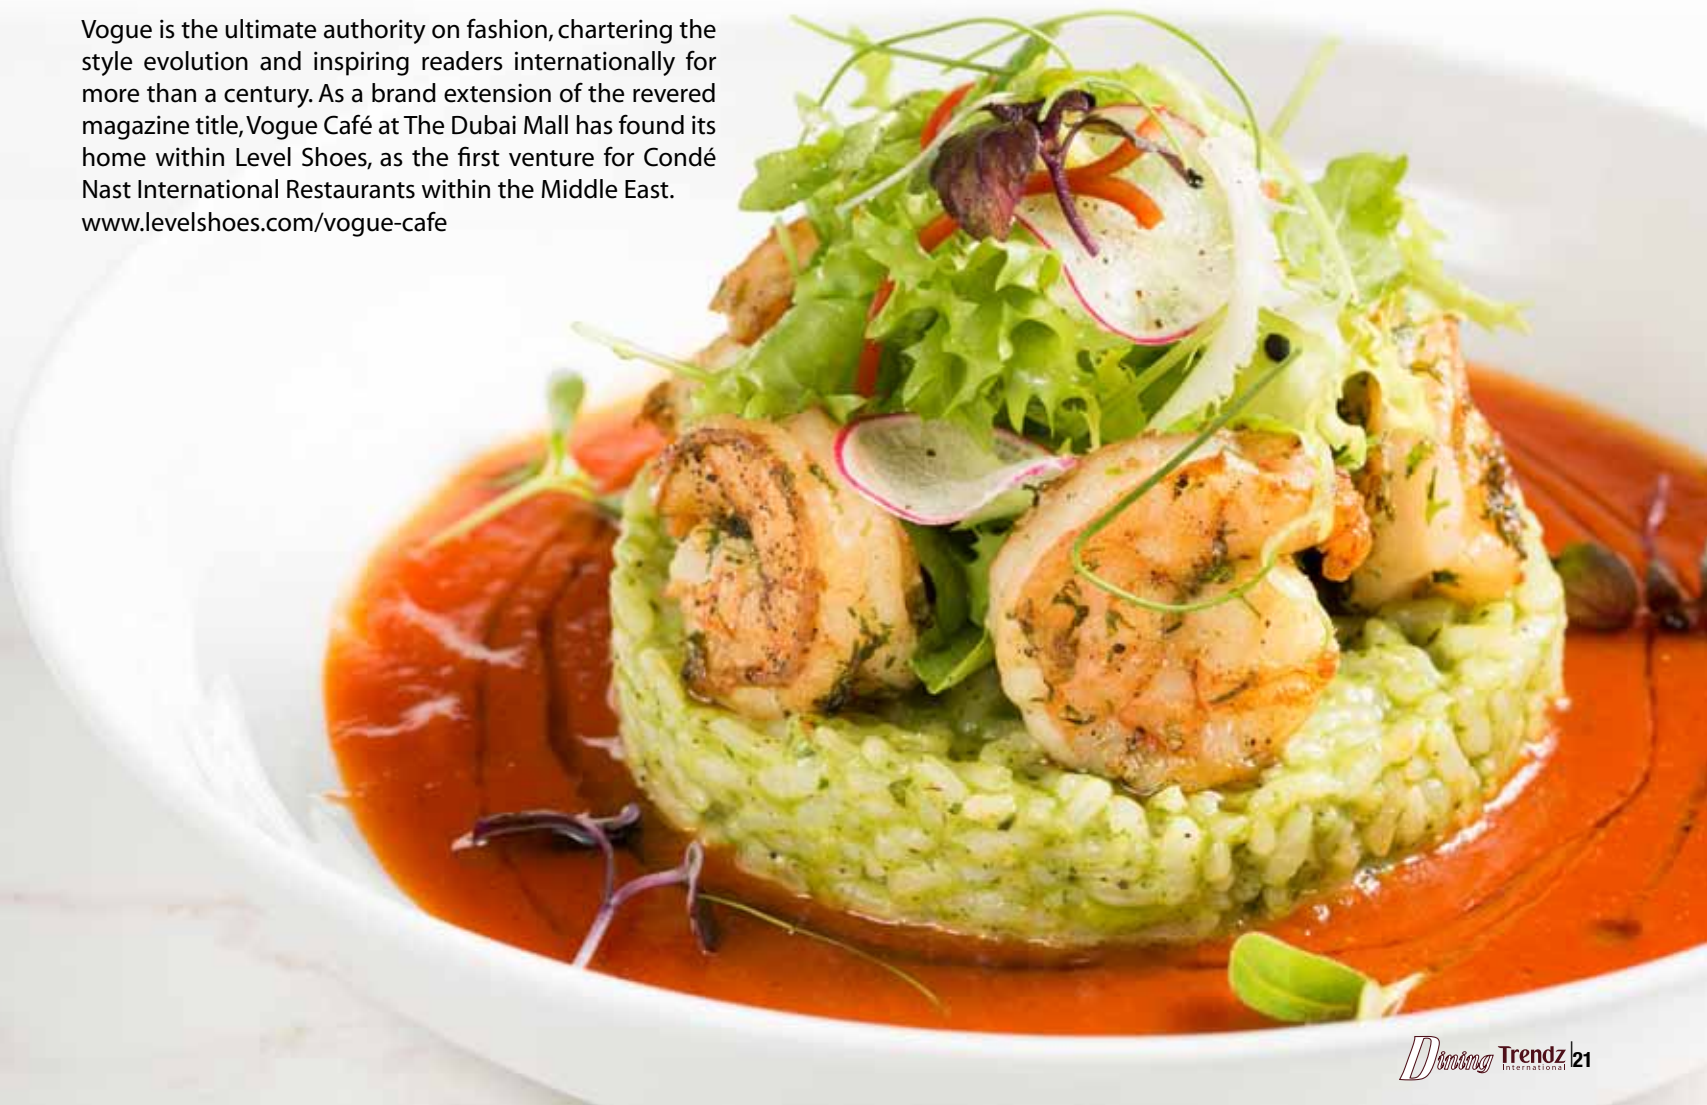 Vogue is the ultimate authority on fashion, chartering the
style evolution and inspiring readers internationally for
more than a century. As a brand extension of the revered
magazine title, Vogue Café at The Dubai Mall has found its
home within Level Shoes, as the first venture for Condé
Nast International Restaurants within the Middle East.
www.levelshoes.com/vogue-cafe
Dining Trendz International 21